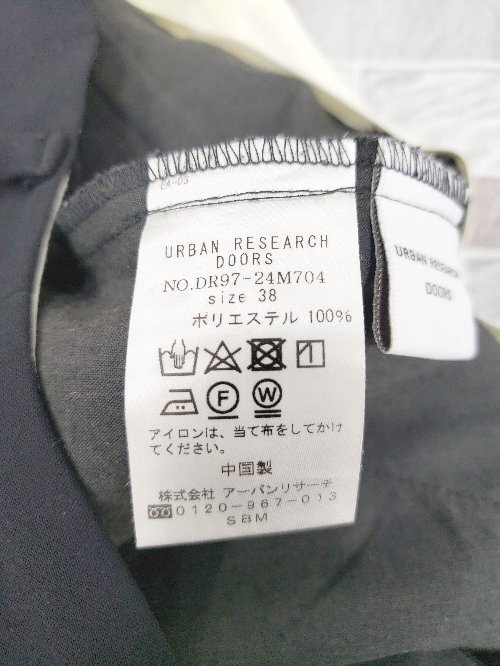 EA-03
URBAN RESEARCH
DOORS
NO.DR97-24M704
size 38
ポリエステル 100%
F
W
アイロンは、当て布をしてかけ
てください。
中国製
株式会社 アーバンリサーチ
0120-967-013
SBM
URBAN RESEARCH
DOORS